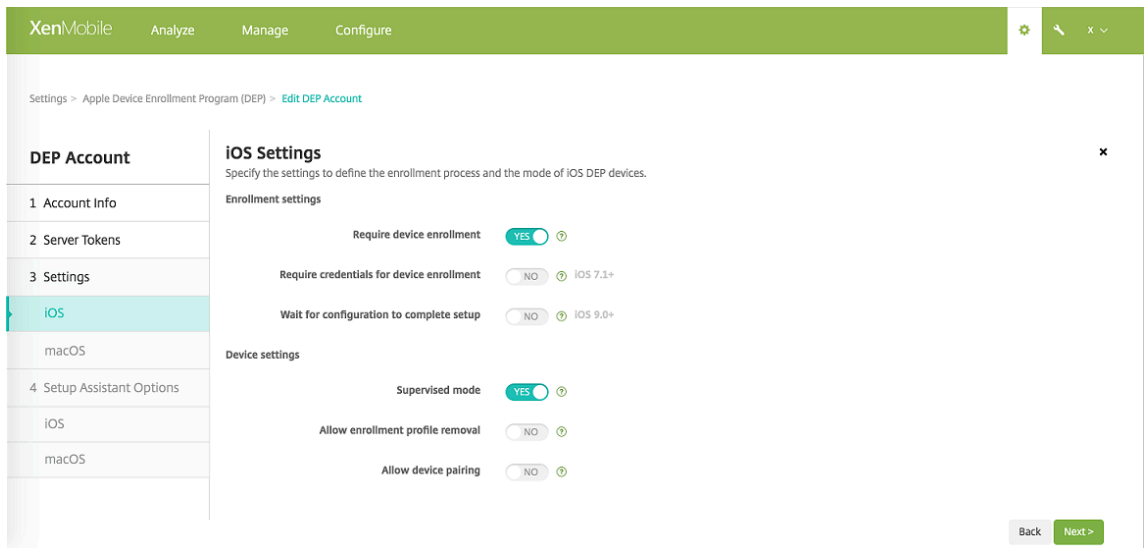 XenMobile Analyze Manage Configure X
Settings > Apple Device Enrollment Program (DEP) > Edit DEP Account
DEP Account
1 Account Info
2 Server Tokens
3 Settings
iOS
macOS
4 Setup Assistant Options
iOS
macOS
iOS Settings
Specify the settings to define the enrollment process and the mode of iOS DEP devices.
Enrollment settings
Require device enrollment YES ?
Require credentials for device enrollment NO ? iOS 7.1+
Wait for configuration to complete setup NO ? iOS 9.0+
Device settings
Supervised mode YES ?
Allow enrollment profile removal NO ?
Allow device pairing NO ?
Back Next >